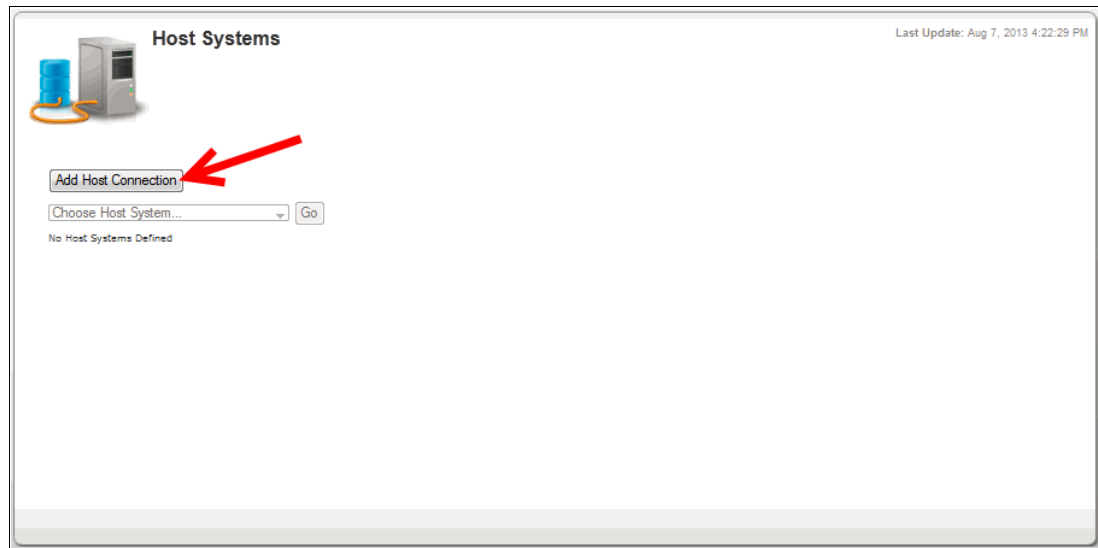 Host Systems
Last Update: Aug 7, 2013 4:22:29 PM
Add Host Connection
Choose Host System... Go
No Host Systems Defined